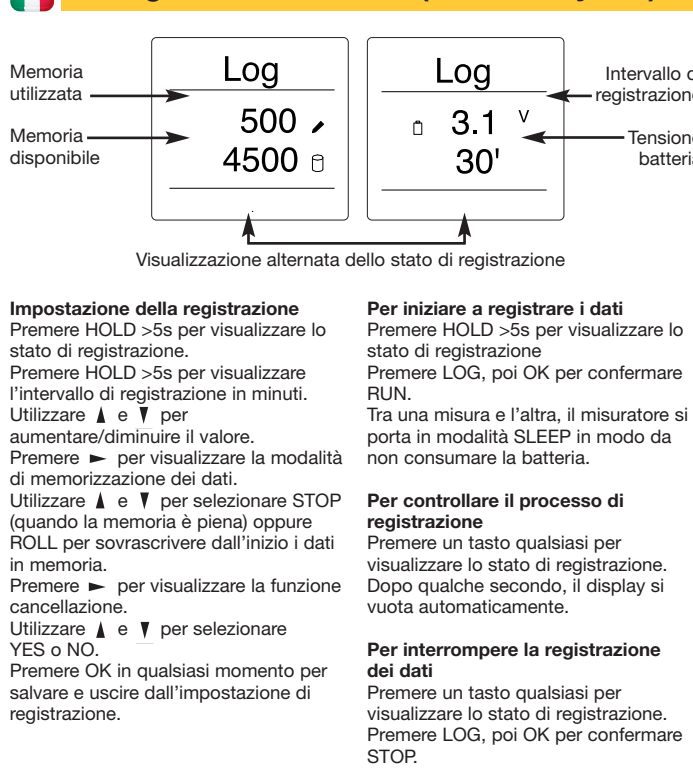 Memoria
utilizzata
Memoria
disponibile
Log
500
4500
Log
3.1 V
30'
Intervallo
registrazione
Tensione
batteria
Visualizzazione alternata dello stato di registrazione
Impostazione della registrazione
Premere HOLD >5s per visualizzare lo
stato di registrazione.
Premere HOLD >5s per visualizzare
l'intervallo di registrazione in minuti.
Utilizzare ▲ e ▼ per
aumentare/diminuire il valore.
Premere ► per visualizzare la modalità
di memorizzazione dei dati.
Utilizzare ▲ e ▼ per selezionare STOP
(quando la memoria è piena) oppure
ROLL per sovrascrivere dall'inizio i dati
in memoria.
Premere ► per visualizzare la funzione
cancellazione.
Utilizzare ▲ e ▼ per selezionare
YES o NO.
Premere OK in qualsiasi momento per
salvare e uscire dall'impostazione di
registrazione.
Per iniziare a registrare i dati
Premere HOLD >5s per visualizzare lo
stato di registrazione
Premere LOG, poi OK per confermare
RUN.
Tra una misura e l'altra, il misuratore si
porta in modalità SLEEP in modo da
non consumare la batteria.
Per controllare il processo di
registrazione
Premere un tasto qualsiasi per
visualizzare lo stato di registrazione.
Dopo qualche secondo, il display si
vuota automaticamente.
Per interrompere la registrazione
dei dati
Premere un tasto qualsiasi per
visualizzare lo stato di registrazione.
Premere LOG, poi OK per confermare
STOP.